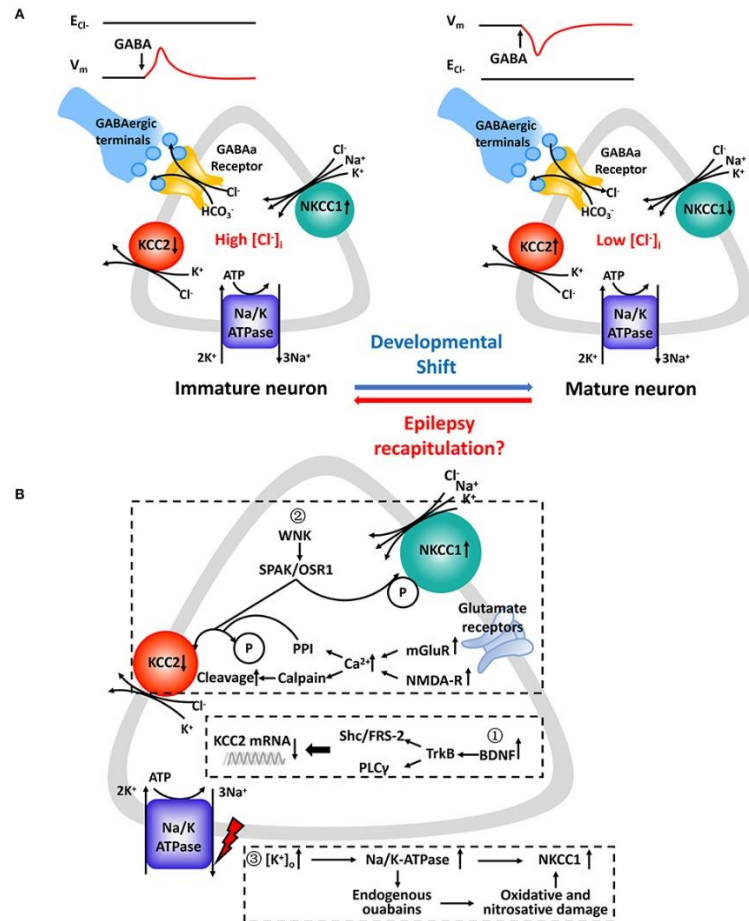 A
E_Cl-
GABA
V_m
GABAergic
terminals
GABAa
Receptor
Cl-
HCO3-
Cl-
Na+
K+
NKCC1
High [Cl-]i
KCC2
K+
Cl-
ATP
Na/K
ATPase
2K+
3Na+
Immature neuron
V_m
GABA
E_Cl-
GABAergic
terminals
GABAa
Receptor
Cl-
HCO3-
Cl-
Na+
K+
NKCC1
Low [Cl-]i
KCC2
K+
Cl-
ATP
Na/K
ATPase
2K+
3Na+
Mature neuron
Developmental
Shift
Epilepsy
recapitulation?
B
Cl-
Na+
K+
NKCC1
②
WNK
SPAK/OSR1
P
P
Glutamate
receptors
KCC2
PPI
Cleavage
Calpain
Ca2+
mGluR
NMDA-R
Cl-
K+
①
KCC2 mRNA
Shc/FRS-2
TrkB
BDNF
PLCγ
ATP
2K+
3Na+
Na/K
ATPase
③ [K+]o
Na/K-ATPase
NKCC1
Endogenous
ouabains
Oxidative and
nitrosative damage